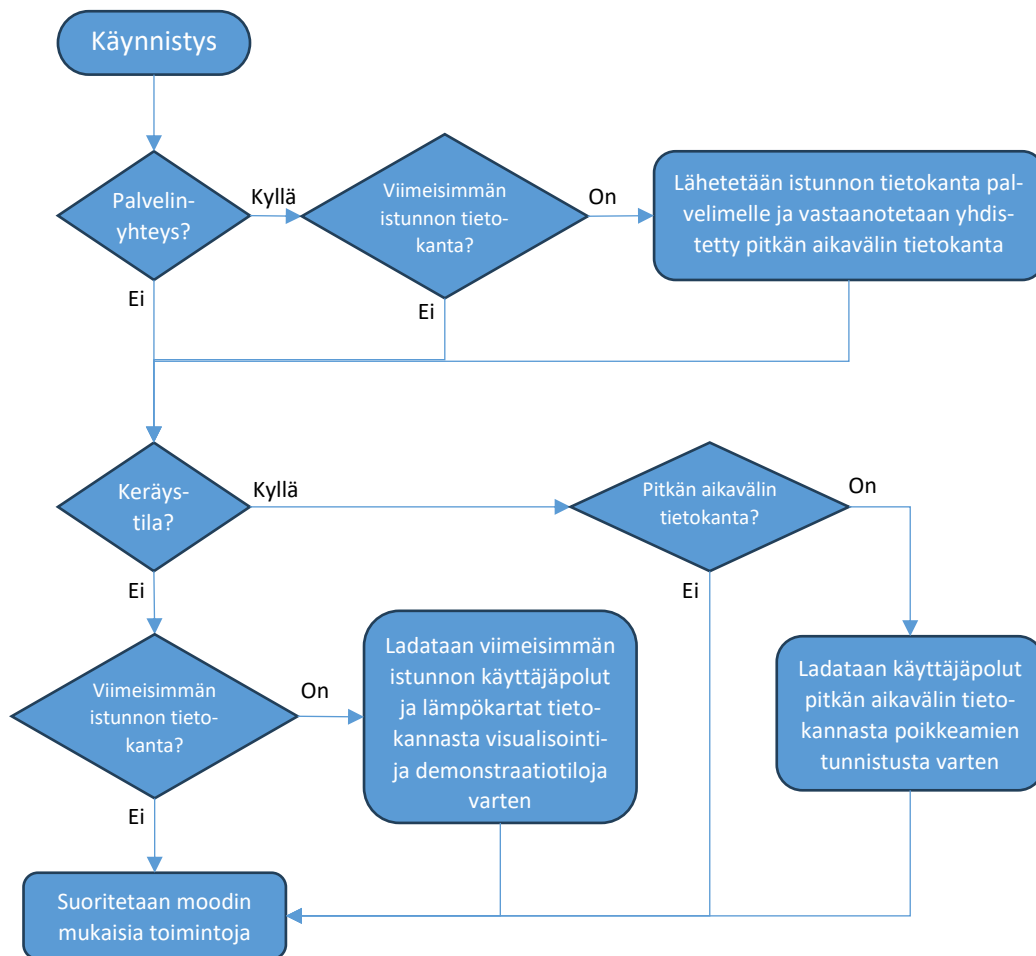 Käynnistys
Palvelin-
yhteys?
Kyllä
Viimeisimmän
istunnon tieto-
kanta?
On
Lähetetään istunnon tietokanta pal-
velimelle ja vastaanotetaan yhdis-
tetty pitkän aikavälin tietokanta
Ei
Ei
Keräys-
tila?
Kyllä
Pitkän aikavälin
tietokanta?
On
Ei
Ei
Viimeisimmän
istunnon tieto-
kanta?
On
Ladataan viimeisimmän
istunnon käyttäjäpolut
ja lämpökartat tieto-
kannasta visualisointi-
ja demonstraatiotiloja
varten
Ladataan käyttäjäpolut
pitkän aikavälin tieto-
kannasta poikkeamien
tunnistusta varten
Ei
Suoritetaan moodin
mukaisia toimintoja